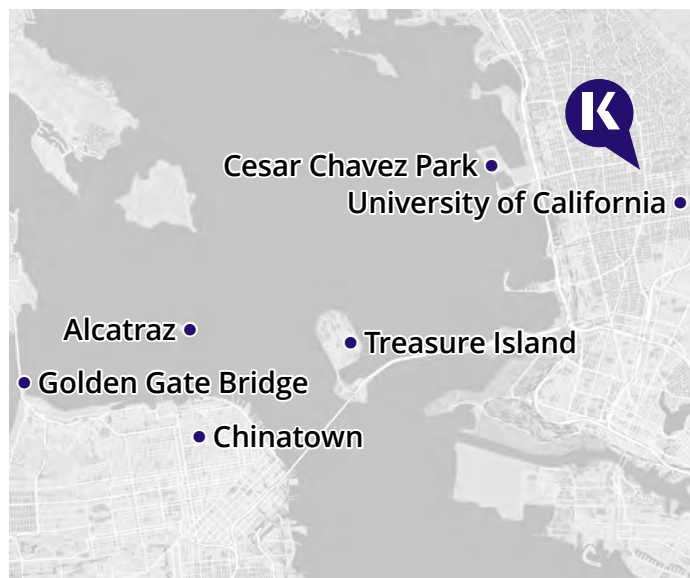 K
Cesar Chavez Park
University of California
Alcatraz
Treasure Island
Golden Gate Bridge
Chinatown